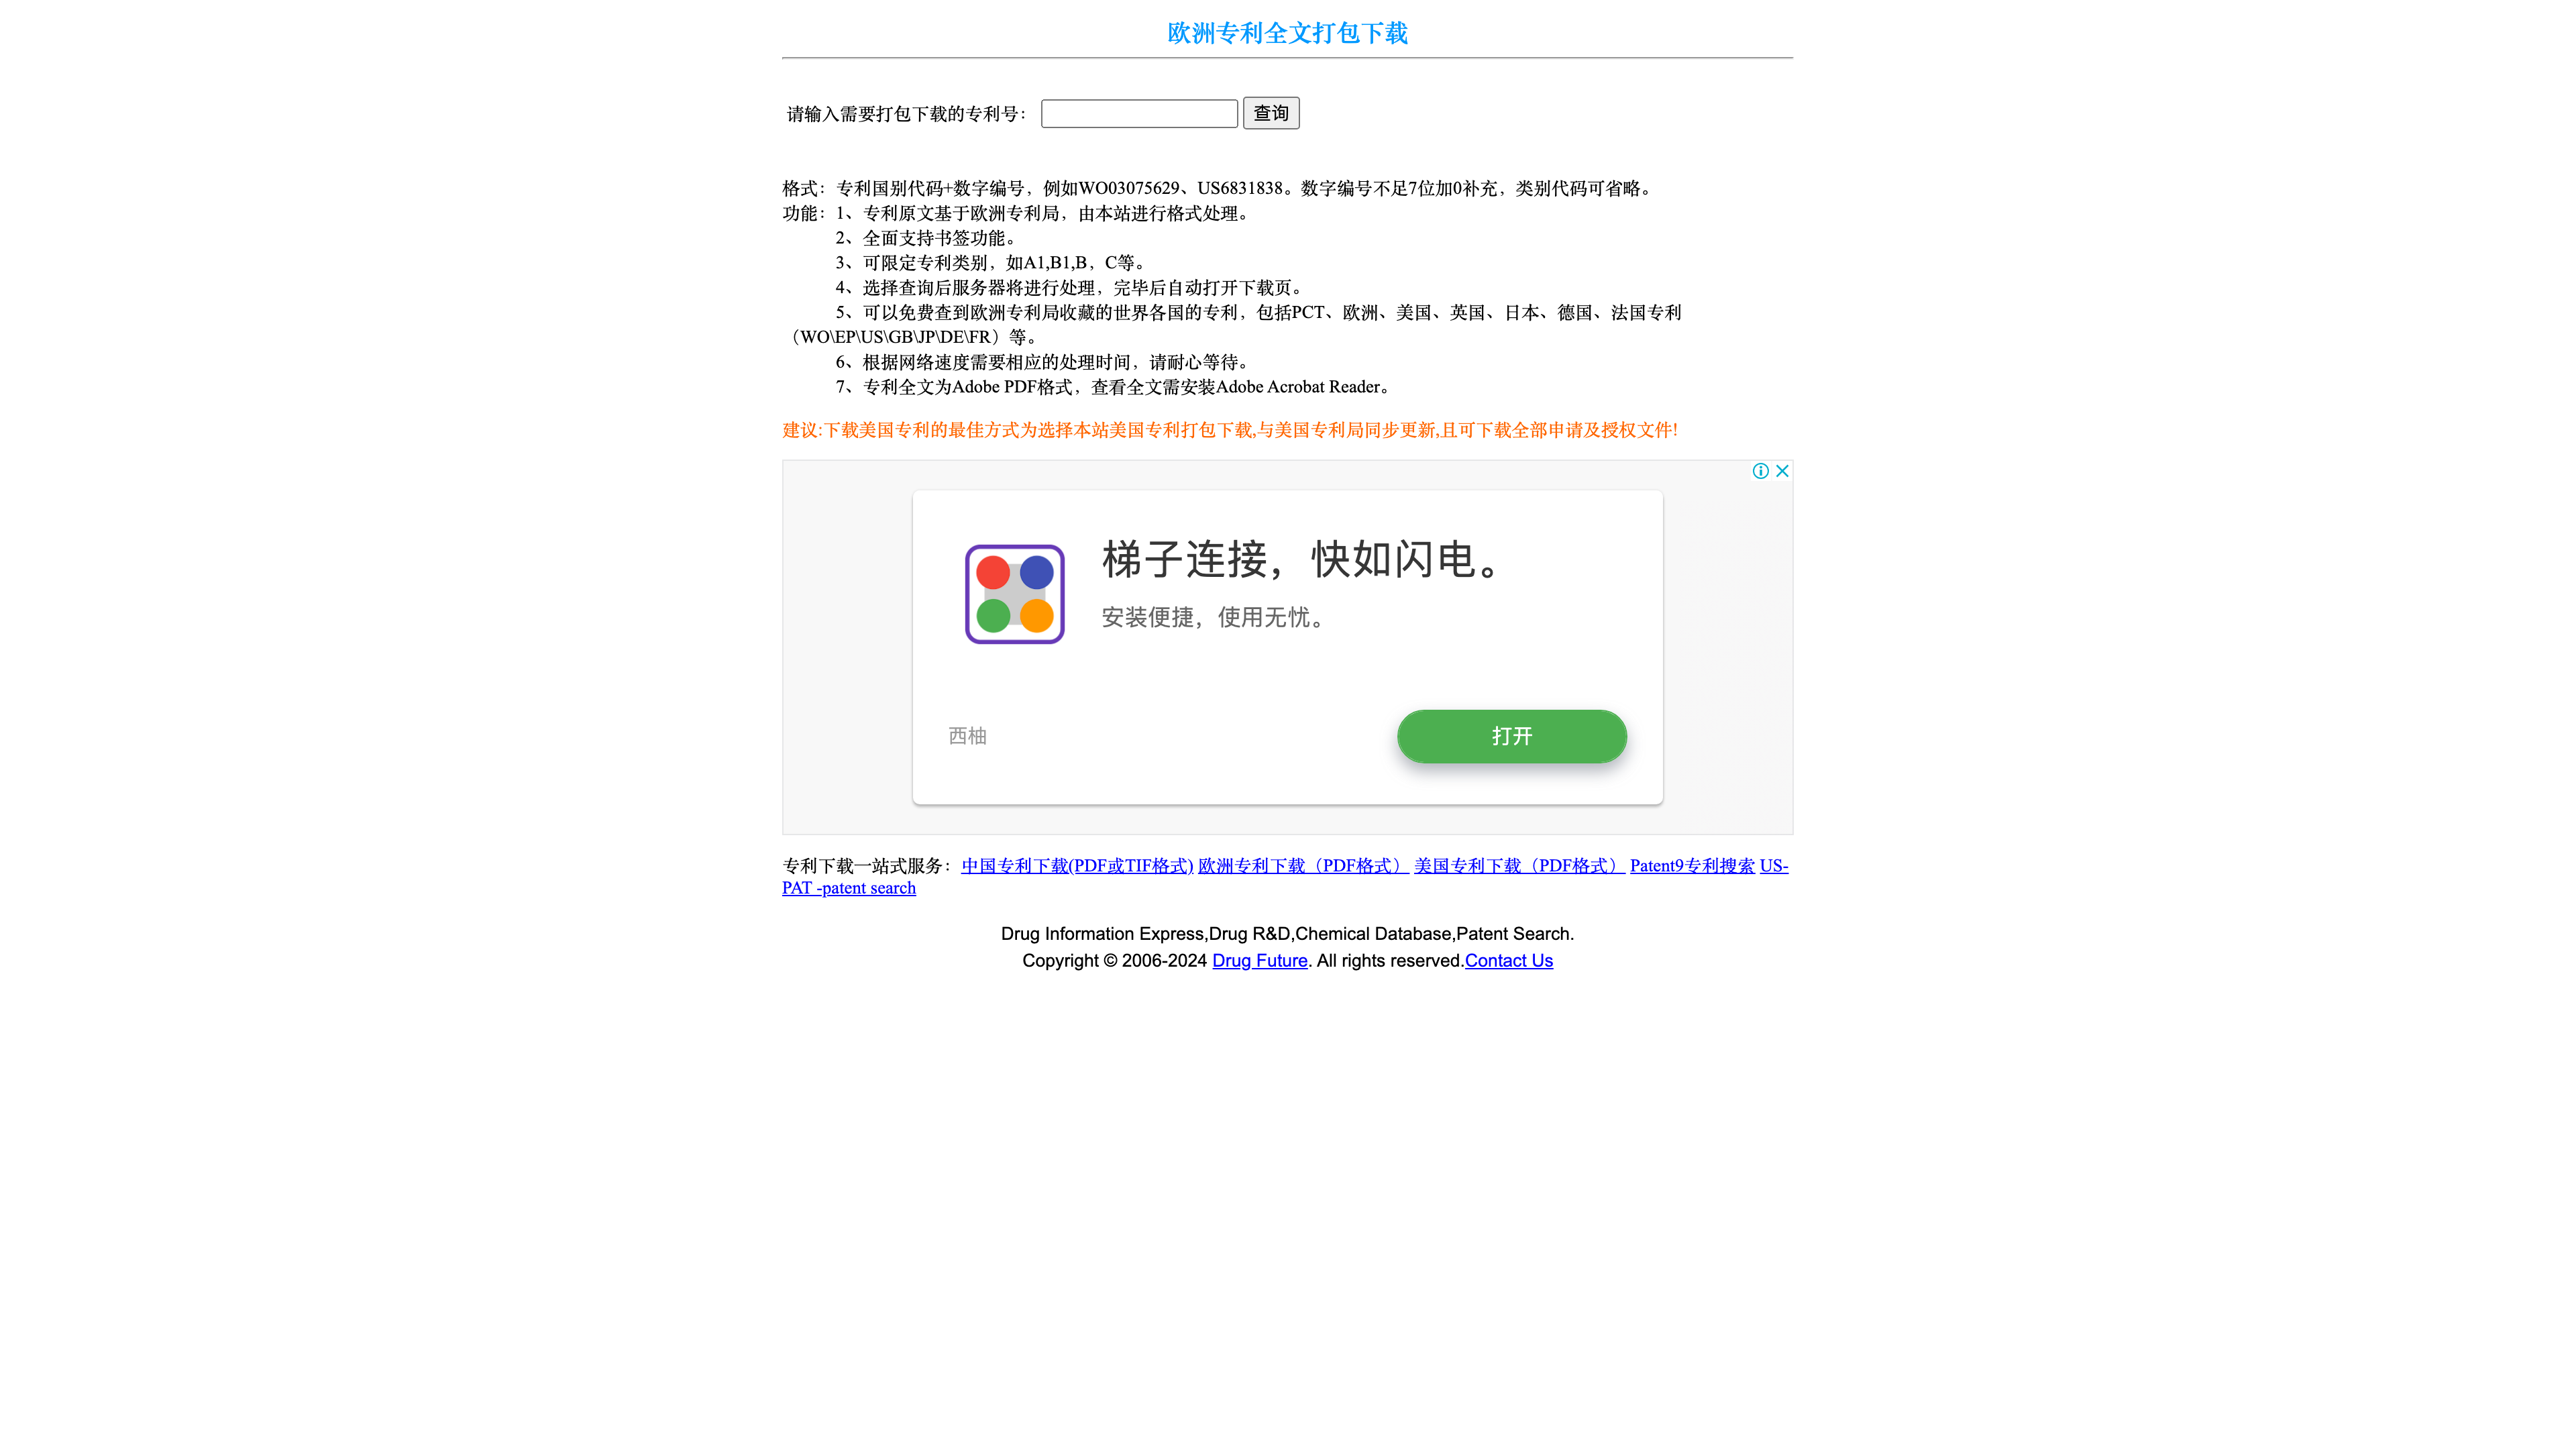 欧洲专利全文打包下载
请输入需要打包下载的专利号： 查询
格式：专利国别代码+数字编号，例如WO03075629、US6831838。数字编号不足7位加0补充，类别代码可省略。
功能：1、专利原文基于欧洲专利局，由本站进行格式处理。
2、全面支持书签功能。
3、可限定专利类别，如A1,B1,B，C等。
4、选择查询后服务器将进行处理，完毕后自动打开下载页。
5、可以免费查到欧洲专利局收藏的世界各国的专利，包括PCT、欧洲、美国、英国、日本、德国、法国专利
（WO\EP\US\GB\JP\DE\FR）等。
6、根据网络速度需要相应的处理时间，请耐心等待。
7、专利全文为Adobe PDF格式，查看全文需安装Adobe Acrobat Reader。
建议:下载美国专利的最佳方式为选择本站美国专利打包下载,与美国专利局同步更新,且可下载全部申请及授权文件!
梯子连接，快如闪电。
安装便捷，使用无忧。
西柚
打开
专利下载一站式服务：中国专利下载(PDF或TIF格式) 欧洲专利下载（PDF格式） 美国专利下载（PDF格式） Patent9专利搜索 US-
PAT -patent search
Drug Information Express,Drug R&D,Chemical Database,Patent Search.
Copyright © 2006-2024 Drug Future. All rights reserved.Contact Us